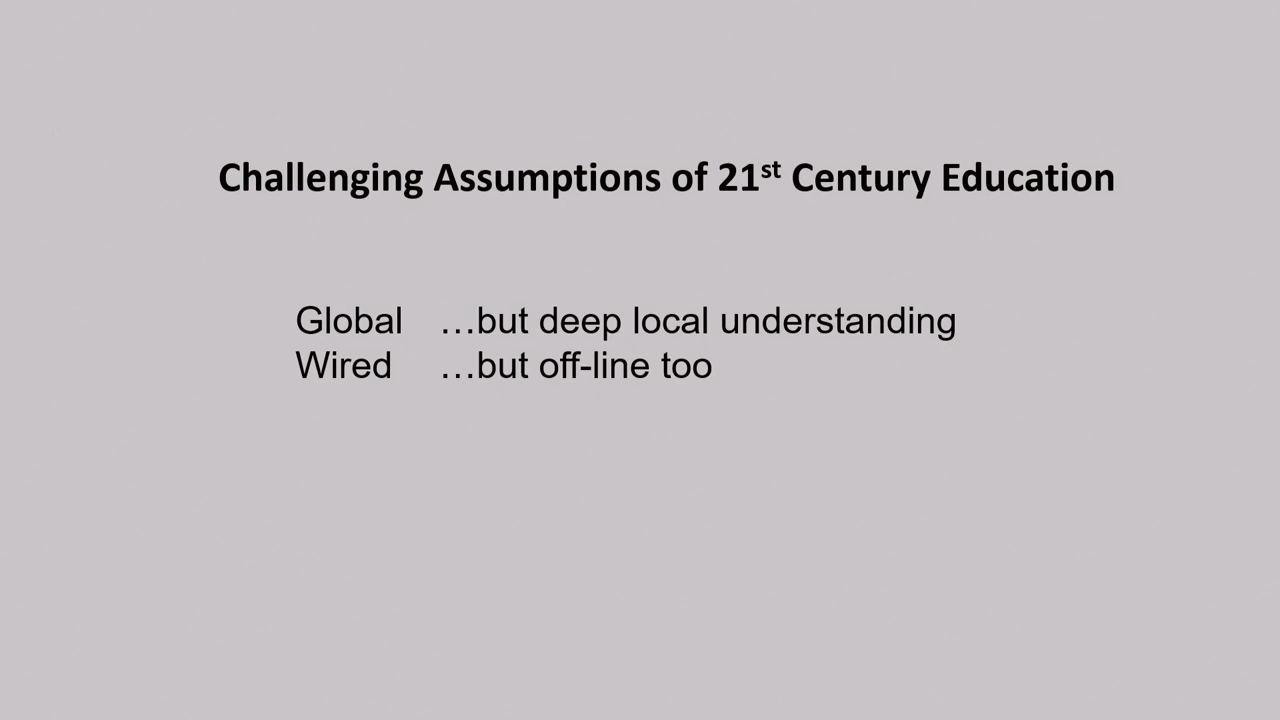 Challenging Assumptions of 21st Century Education
Global …but deep local understanding
Wired …but off-line too